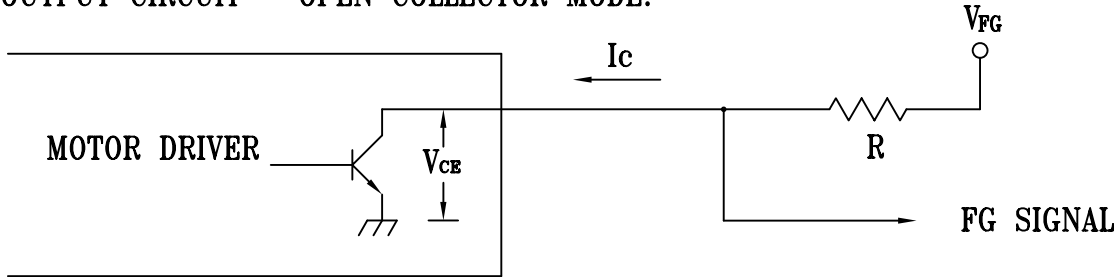 OUTPUT CIRCUIT - OPEN COLLECTOR MODE:
VFG
Ic
MOTOR DRIVER
VCE
R
FG SIGNAL